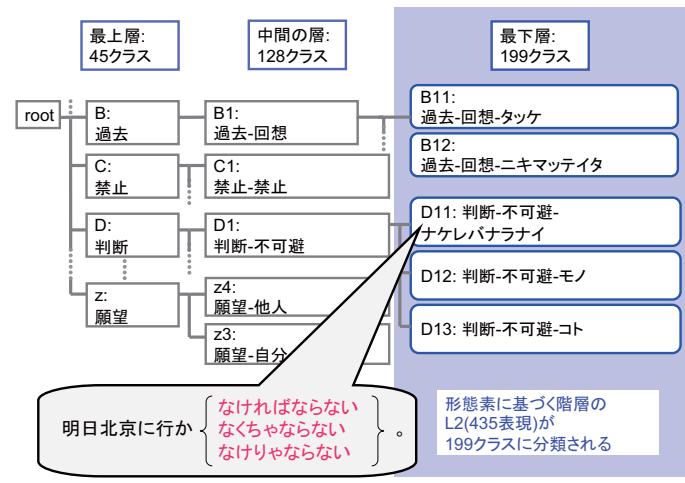 最上層:
45クラス
中間の層:
128クラス
最下層:
199クラス
root
B:
過去
B1:
過去-回想
B11:
過去-回想-タッケ
B12:
過去-回想-ニキマッテイタ
C:
禁止
C1:
禁止-禁止
D:
判断
D1:
判断-不可避
D11: 判断-不可避-
ナケレバナラナイ
D12: 判断-不可避-モノ
D13: 判断-不可避-コト
z:
願望
z4:
願望-他人
z3:
願望-自分
明日北京に行か
なければならない
なくちゃならない
なけりゃならない
。
形態素に基づく階層の
L2(435表現)が
199クラスに分類される